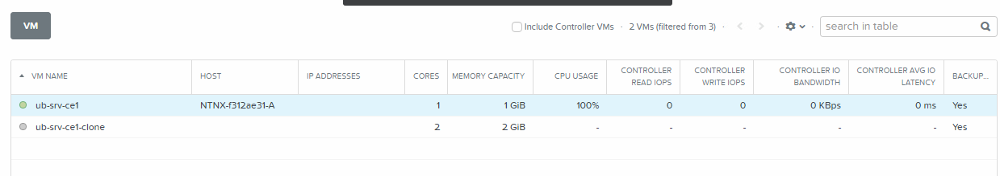 VM
Include Controller VMs · 2 VMs (filtered from 3) · · · search in table
VM NAME HOST IP ADDRESSES CORES MEMORY CAPACITY CPU USAGE CONTROLLER READ IOPS CONTROLLER WRITE IOPS CONTROLLER IO BANDWIDTH CONTROLLER AVG IO LATENCY BACKUP...
ub-srv-ce1 NTNX-f312ae31-A 1 1 GiB 100% 0 0 0 KBps 0 ms Yes
ub-srv-ce1-clone 2 2 GiB - - - - - Yes